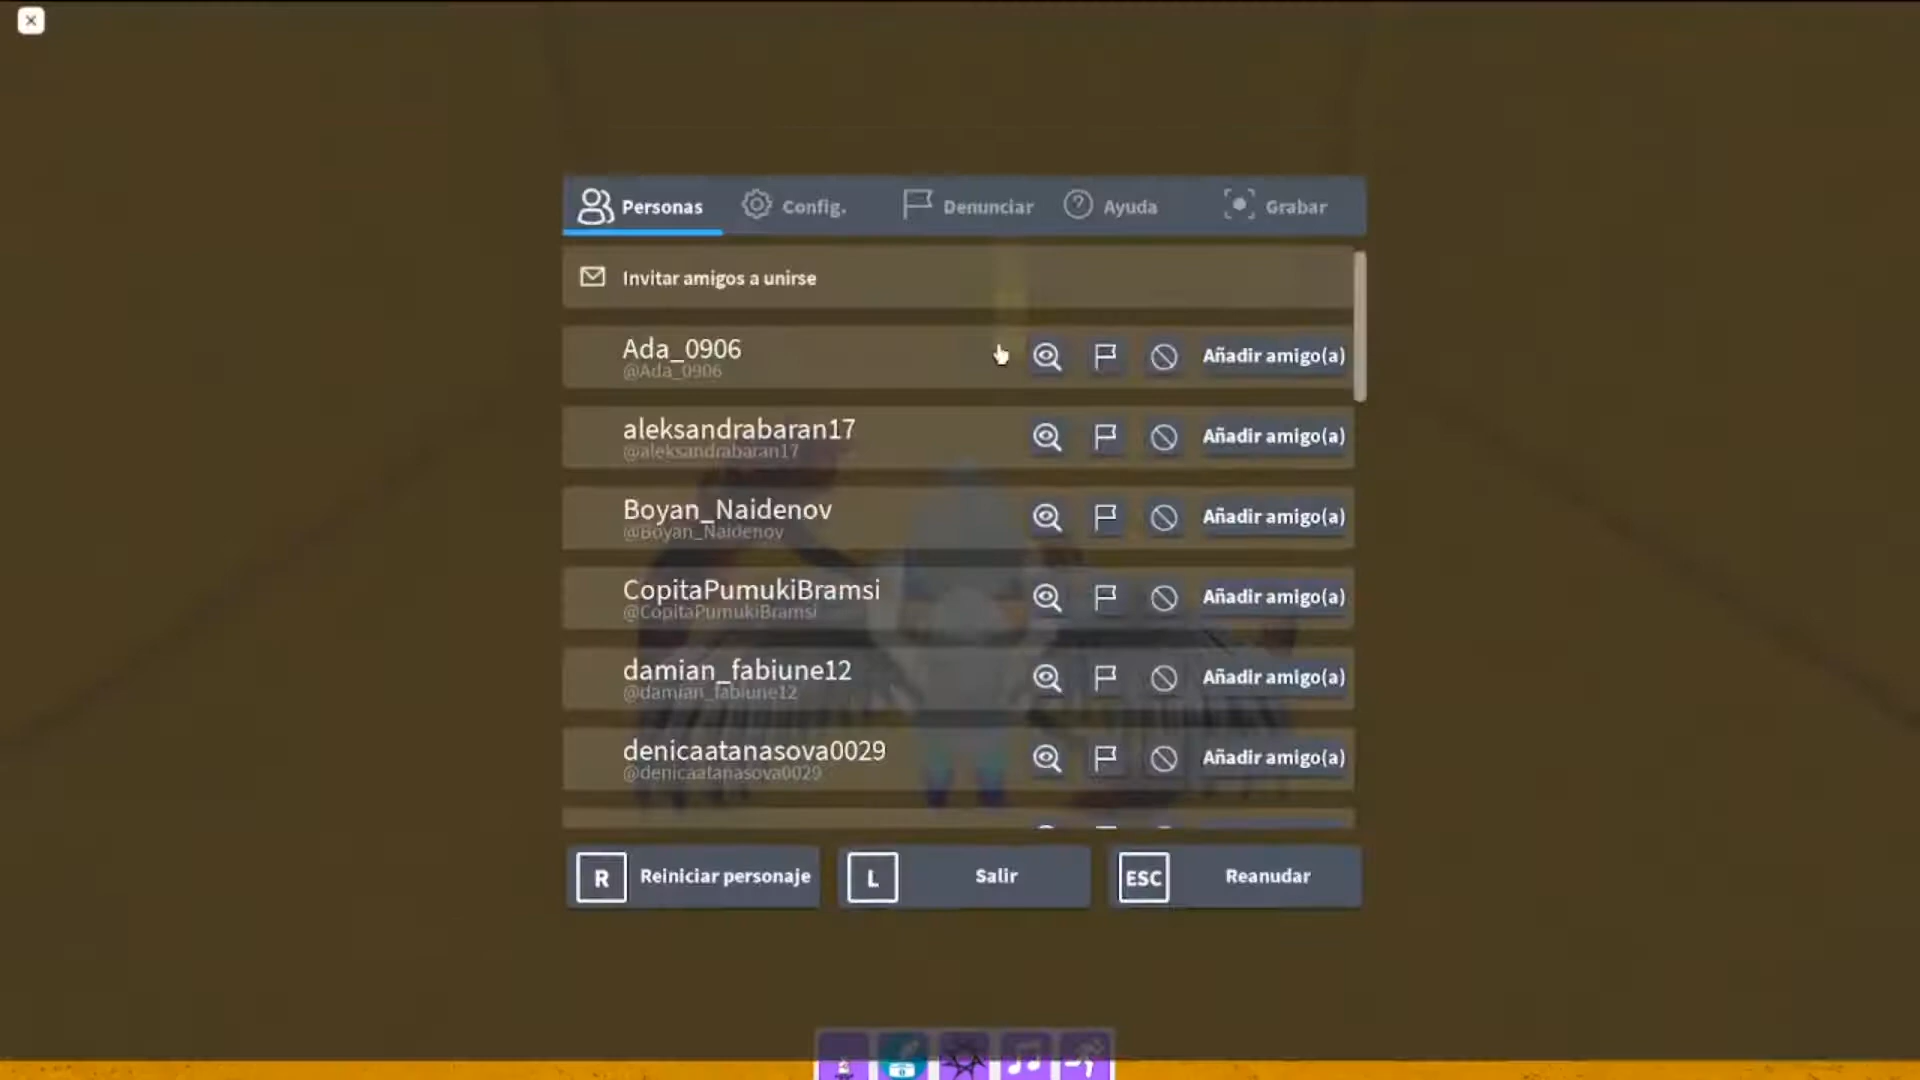 Personas
Config.
Denunciar
Ayuda
Grabar
Invitar amigos a unirse
Ada_0906
@Ada_0906
Añadir amigo(a)
aleksandrabaran17
@aleksandrabaran17
Añadir amigo(a)
Boyan_Naidenov
@Boyan_Naidenov
Añadir amigo(a)
CopitaPumukiBramsi
@CopitaPumukiBramsi
Añadir amigo(a)
damian_fabiune12
@damian_fabiune12
Añadir amigo(a)
denicaatanasova0029
@denicaatanasova0029
Añadir amigo(a)
R Reiniciar personaje
L Salir
ESC Reanudar